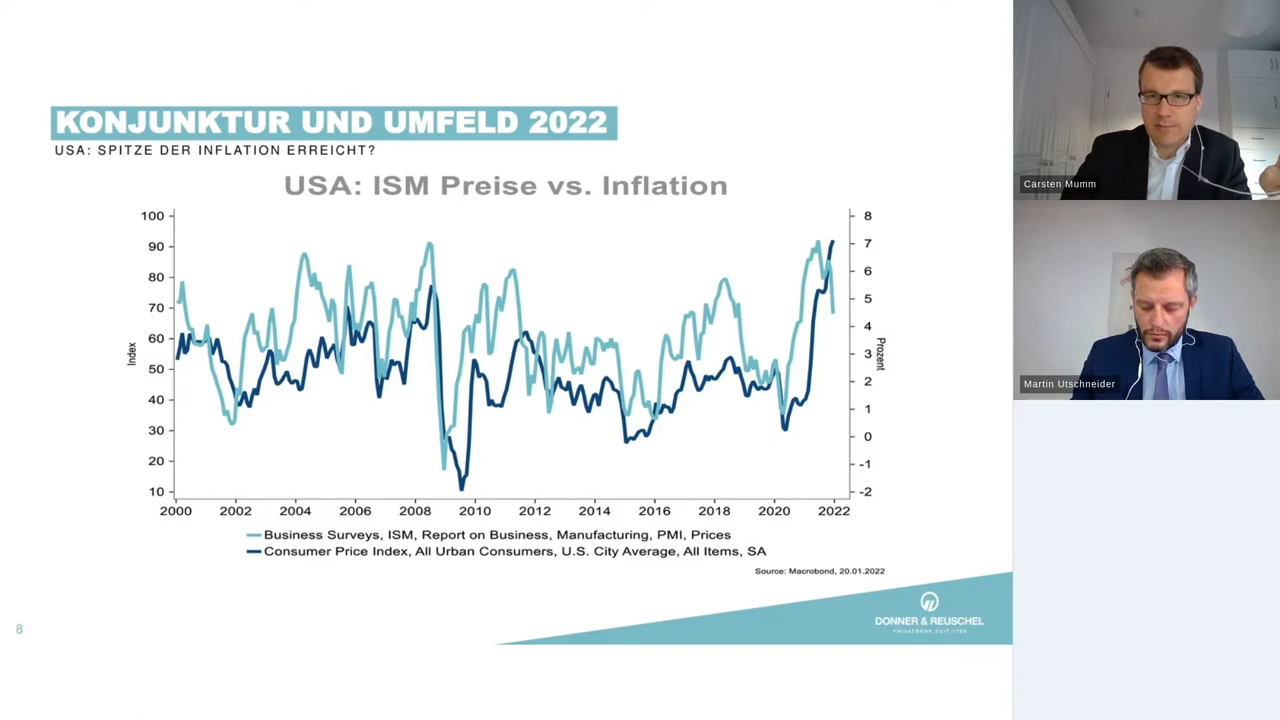 KONJUNKTUR UND UMFELD 2022
USA: SPITZE DER INFLATION ERREICHT?
USA: ISM Preise vs. Inflation
100
90
80
70
60
50
40
30
20
10
Index
8
7
6
5
4
3
2
1
0
-1
-2
Prozent
2000 2002 2004 2006 2008 2010 2012 2014 2016 2018 2020 2022
Business Surveys, ISM, Report on Business, Manufacturing, PMI, Prices
Consumer Price Index, All Urban Consumers, U.S. City Average, All Items, SA
Source: Macrobond, 20.01.2022
DONNER & REUSCHEL
PRIVATBANK SEIT 1798
8
Carsten Mumm
Martin Utschneider